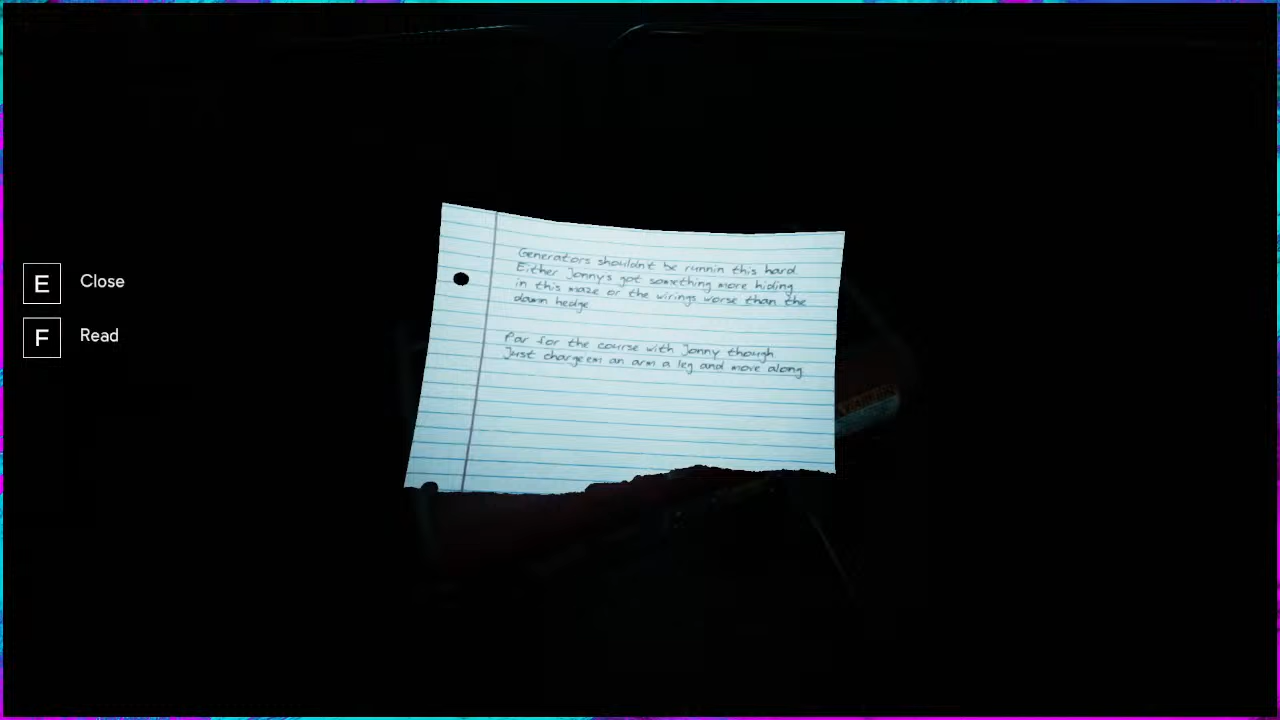 E Close
F Read
Generators shouldn't be runnin this hard
Either Jonny's got something more hiding
in this maze or the wirings worse than the
damn hedge
Par for the course with Jonny though
Just charge em an arm a leg and move along